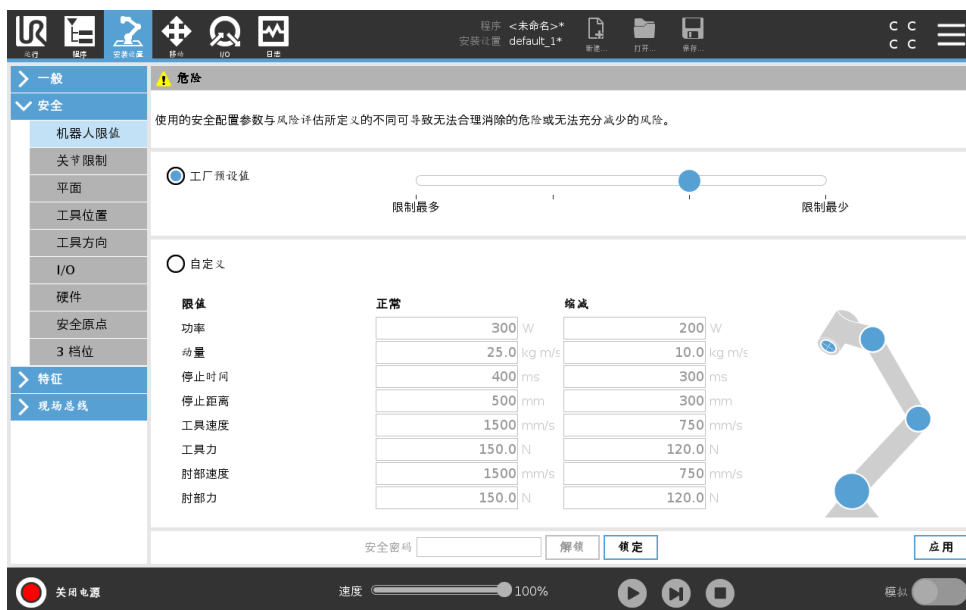 程序 <未命名>*
安装设置 default_1*
新建...
打开...
保存...
C C
C C
运行
程序
安装设置
移动
I/O
日志
一般
安全
机器人限值
关节限制
平面
工具位置
工具方向
I/O
硬件
安全原点
3 档位
特征
现场总线
危险
使用的安全配置参数与风险评估所定义的不同可导致无法合理消除的危险或无法充分减少的风险。
工厂预设值
限制最多 限制最少
自定义
限值 正常 缩减
功率 300 W 200 W
动量 25.0 kg m/s 10.0 kg m/s
停止时间 400 ms 300 ms
停止距离 500 mm 300 mm
工具速度 1500 mm/s 750 mm/s
工具力 150.0 N 120.0 N
肘部速度 1500 mm/s 750 mm/s
肘部力 150.0 N 120.0 N
安全密码 解锁 锁定 应用
关闭电源 速度 100% 模拟